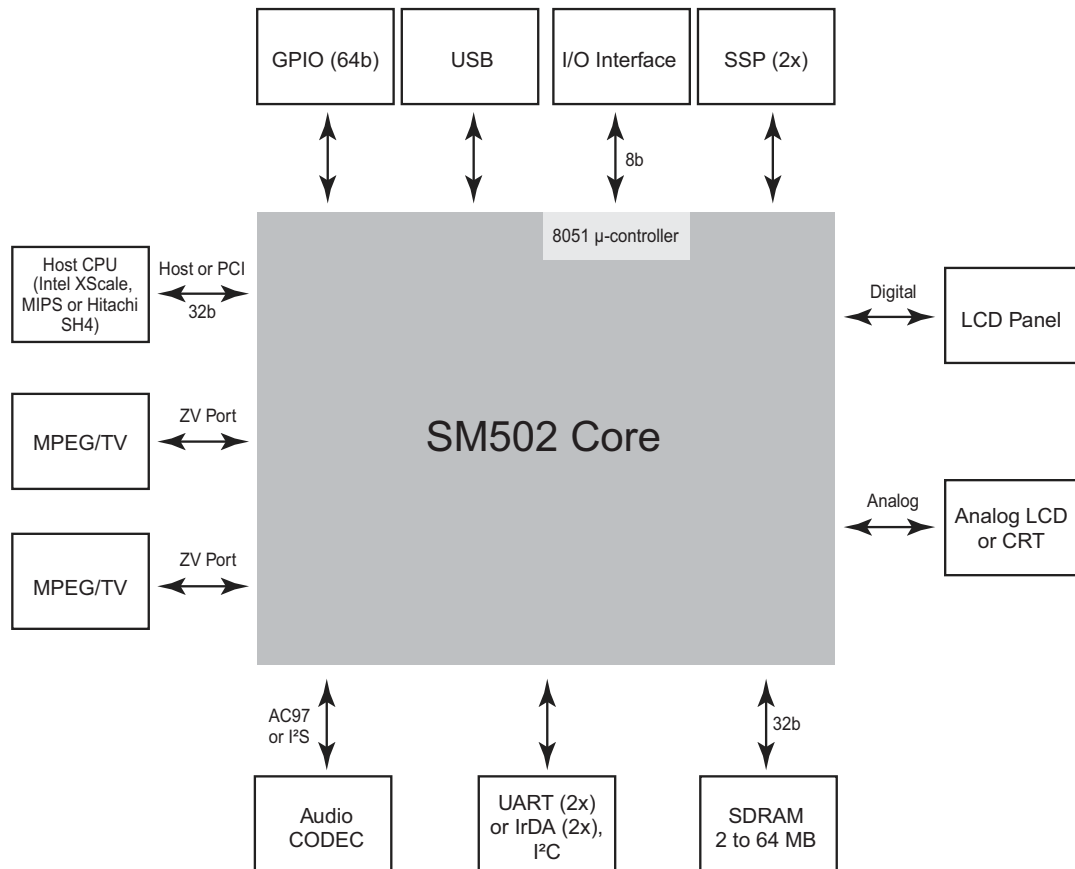 GPIO (64b)
USB
I/O Interface
SSP (2x)
8b
8051 µ-controller
Host CPU
(Intel XScale,
MIPS or Hitachi
SH4)
Host or PCI
32b
Digital
LCD Panel
MPEG/TV
ZV Port
SM502 Core
Analog
Analog LCD
or CRT
MPEG/TV
ZV Port
AC97
or I²S
32b
Audio
CODEC
UART (2x)
or IrDA (2x),
I²C
SDRAM
2 to 64 MB